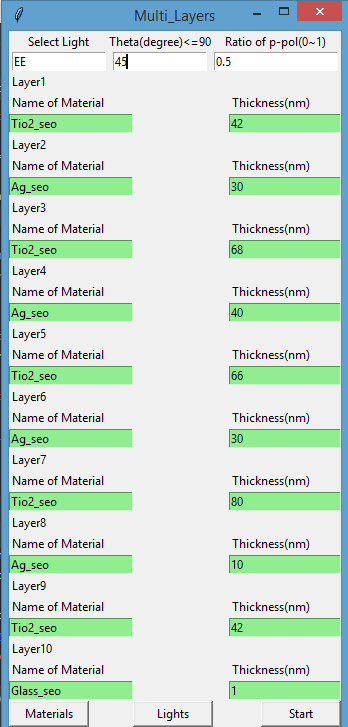 Multi_Layers
Select Light Theta(degree)<=90 Ratio of p-pol(0~1)
EE 45 0.5
Layer1
Name of Material Thickness(nm)
Tio2_seo 42
Layer2
Name of Material Thickness(nm)
Ag_seo 30
Layer3
Name of Material Thickness(nm)
Tio2_seo 68
Layer4
Name of Material Thickness(nm)
Ag_seo 40
Layer5
Name of Material Thickness(nm)
Tio2_seo 66
Layer6
Name of Material Thickness(nm)
Ag_seo 30
Layer7
Name of Material Thickness(nm)
Tio2_seo 80
Layer8
Name of Material Thickness(nm)
Ag_seo 10
Layer9
Name of Material Thickness(nm)
Tio2_seo 42
Layer10
Name of Material Thickness(nm)
Glass_seo 1
Materials Lights Start